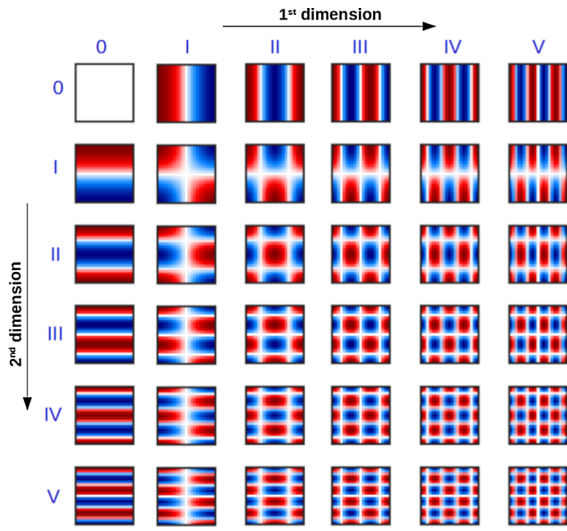 1st dimension
0 I II III IV V
0
I
II
III
IV
V
2nd dimension